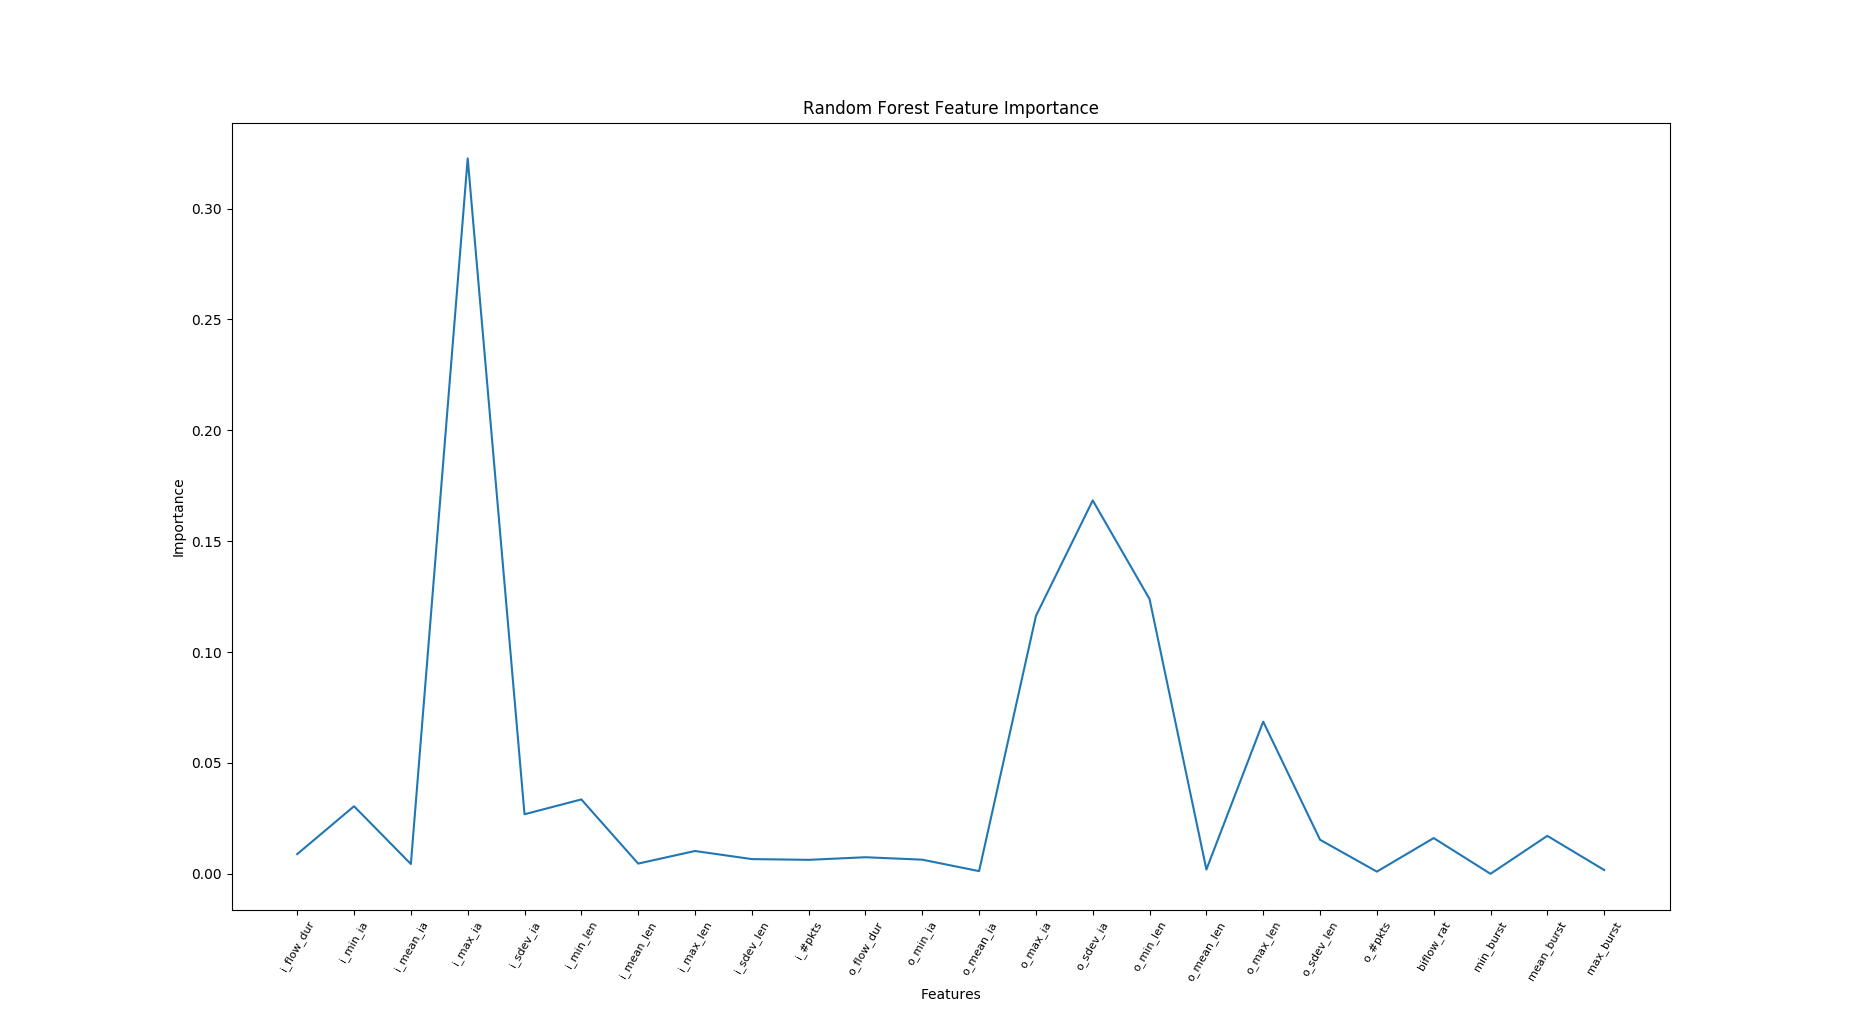 Random Forest Feature Importance
0.30
0.25
0.20
0.15
0.10
0.05
0.00
Importance
i_flow_dur
i_min_ia
i_mean_ia
i_max_ia
i_sdev_ia
i_min_len
i_mean_len
i_max_len
i_sdev_len
i_#pkts
o_flow_dur
o_min_ia
o_mean_ia
o_max_ia
o_sdev_ia
o_min_len
o_mean_len
o_max_len
o_sdev_len
o_#pkts
biflow_rat
min_burst
mean_burst
max_burst
Features